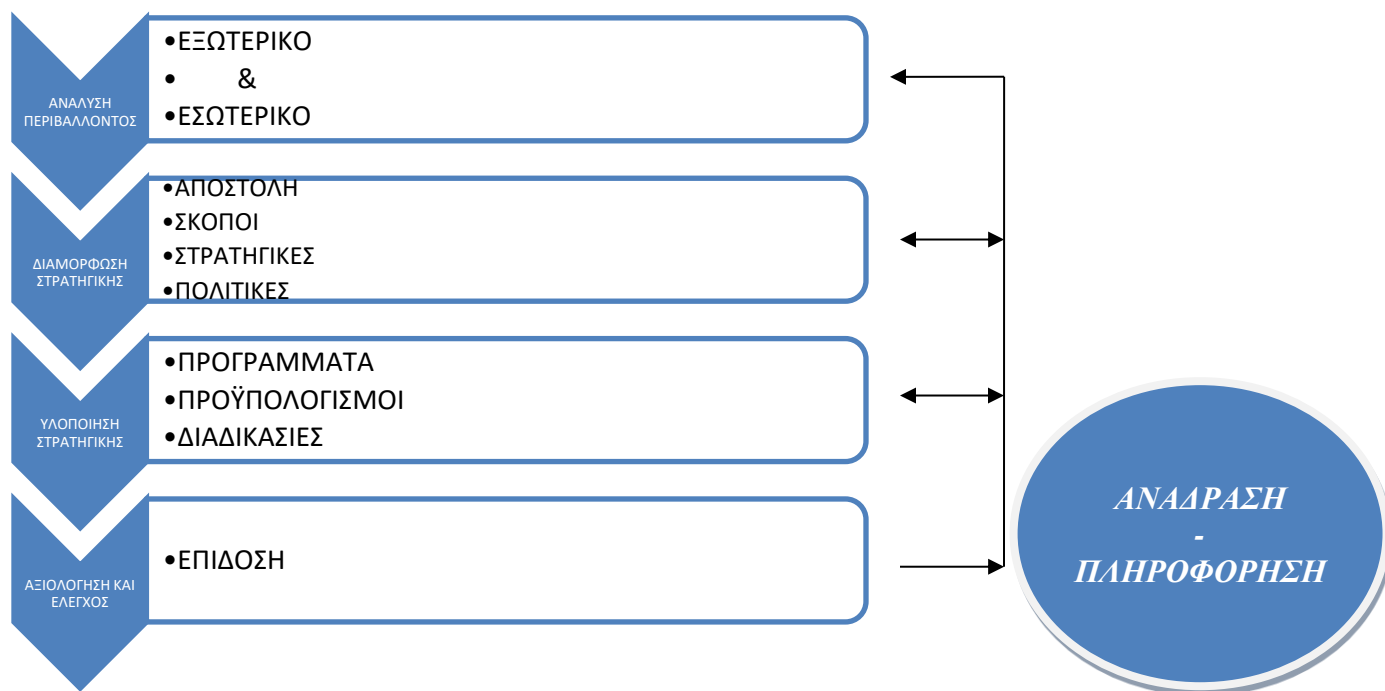 ΑΝΑΛΥΣΗ
ΠΕΡΙΒΑΛΛΟΝΤΟΣ
•ΕΞΩΤΕΡΙΚΟ
• &
•ΕΣΩΤΕΡΙΚΟ
ΔΙΑΜΟΡΦΩΣΗ
ΣΤΡΑΤΗΓΙΚΗΣ
•ΑΠΟΣΤΟΛΗ
•ΣΚΟΠΟΙ
•ΣΤΡΑΤΗΓΙΚΕΣ
•ΠΟΛΙΤΙΚΕΣ
ΥΛΟΠΟΙΗΣΗ
ΣΤΡΑΤΗΓΙΚΗΣ
•ΠΡΟΓΡΑΜΜΑΤΑ
•ΠΡΟΫΠΟΛΟΓΙΣΜΟΙ
•ΔΙΑΔΙΚΑΣΙΕΣ
ΑΞΙΟΛΟΓΗΣΗ ΚΑΙ
ΕΛΕΓΧΟΣ
•ΕΠΙΔΟΣΗ
ΑΝΑΔΡΑΣΗ
-
ΠΛΗΡΟΦΟΡΗΣΗ